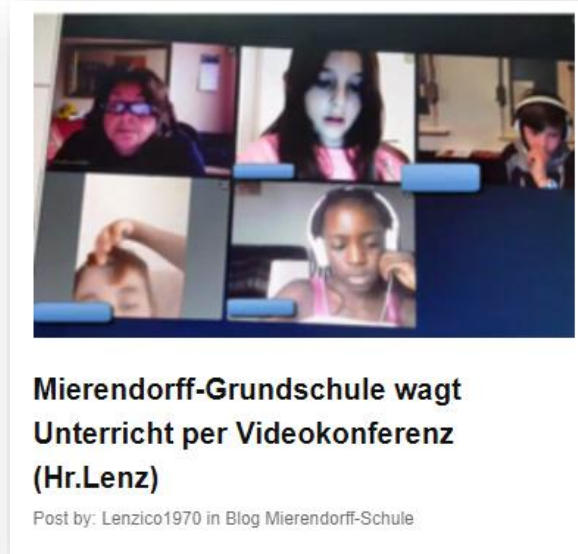 Mierendorff-Grundschule wagt
Unterricht per Videokonferenz
(Hr.Lenz)
Post by: Lenzico1970 in Blog Mierendorff-Schule